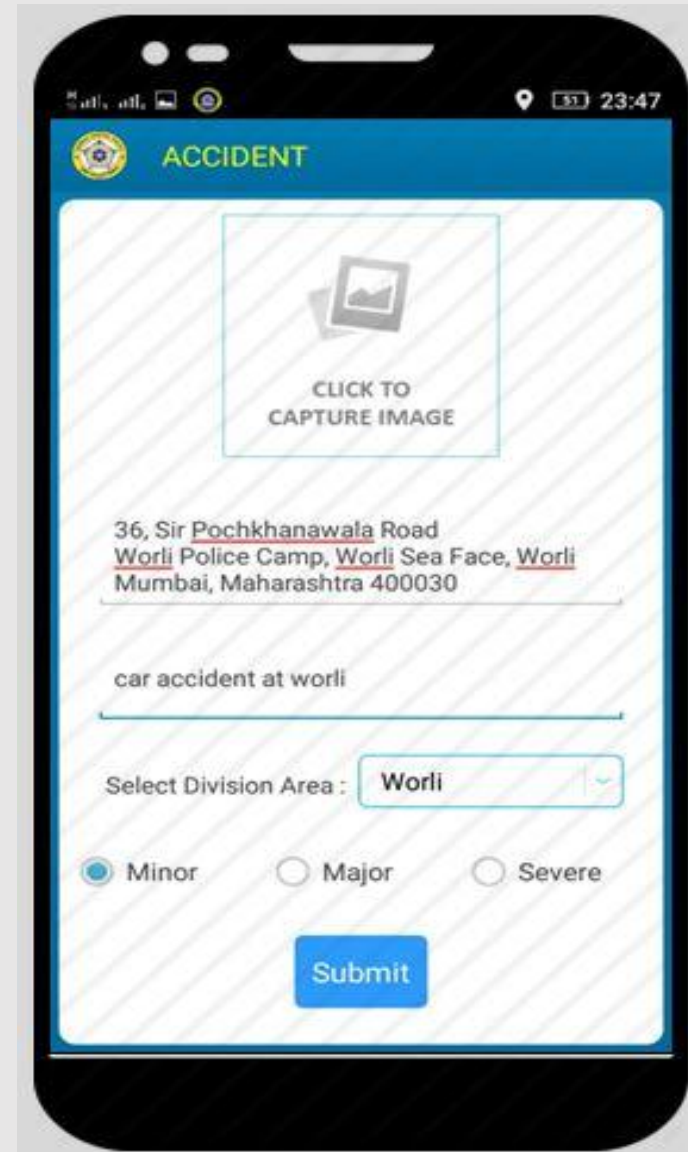 51 23:47
ACCIDENT
CLICK TO
CAPTURE IMAGE
36, Sir Pochkhanawala Road
Worli Police Camp, Worli Sea Face, Worli
Mumbai, Maharashtra 400030
car accident at worli
Select Division Area : Worli
Minor Major Severe
Submit